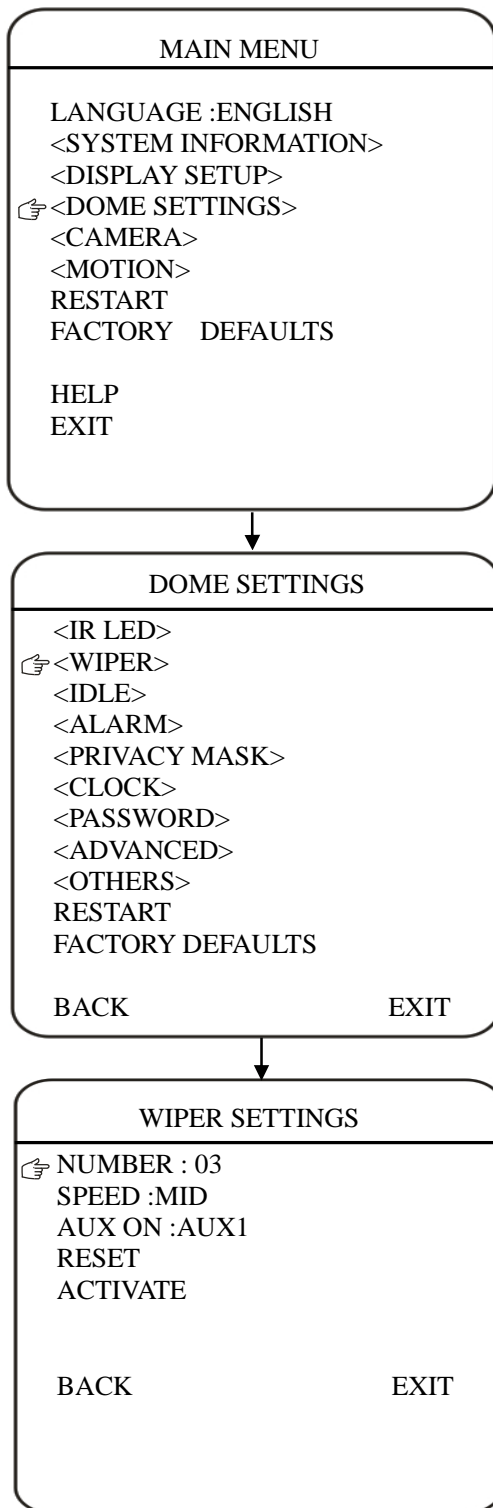 MAIN MENU
LANGUAGE :ENGLISH
<SYSTEM INFORMATION>
<DISPLAY SETUP>
<DOME SETTINGS>
<CAMERA>
<MOTION>
RESTART
FACTORY DEFAULTS
HELP
EXIT
DOME SETTINGS
<IR LED>
<WIPER>
<IDLE>
<ALARM>
<PRIVACY MASK>
<CLOCK>
<PASSWORD>
<ADVANCED>
<OTHERS>
RESTART
FACTORY DEFAULTS
BACK EXIT
WIPER SETTINGS
NUMBER : 03
SPEED :MID
AUX ON :AUX1
RESET
ACTIVATE
BACK EXIT